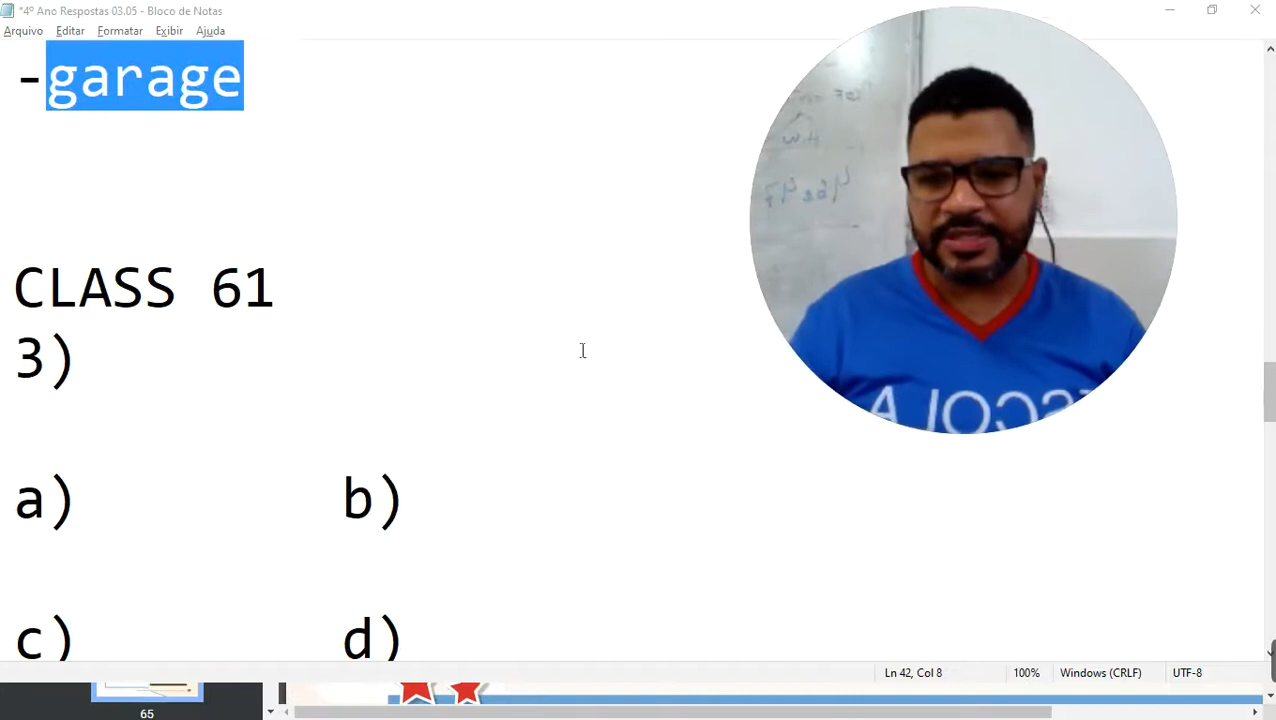 *4º Ano Respostas 03.05 - Bloco de Notas
Arquivo Editar Formatar Exibir Ajuda
-garage
CLASS 61
3)
a) b)
c) d)
Ln 42, Col 8 100% Windows (CRLF) UTF-8
65